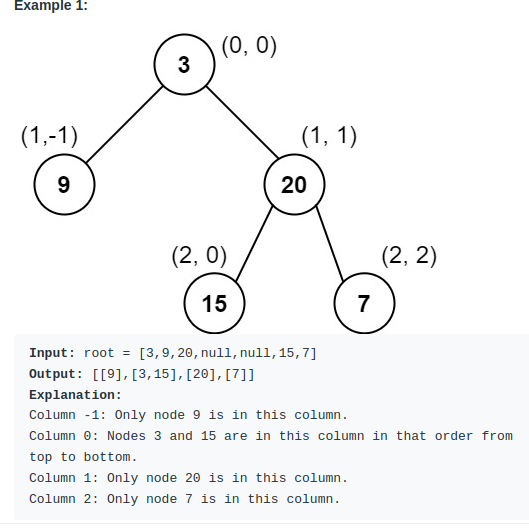 Example 1:
3 (0, 0)
(1,-1) (1, 1)
9 20
(2, 0) (2, 2)
15 7
Input: root = [3,9,20,null,null,15,7]
Output: [[9],[3,15],[20],[7]]
Explanation:
Column -1: Only node 9 is in this column.
Column 0: Nodes 3 and 15 are in this column in that order from
top to bottom.
Column 1: Only node 20 is in this column.
Column 2: Only node 7 is in this column.